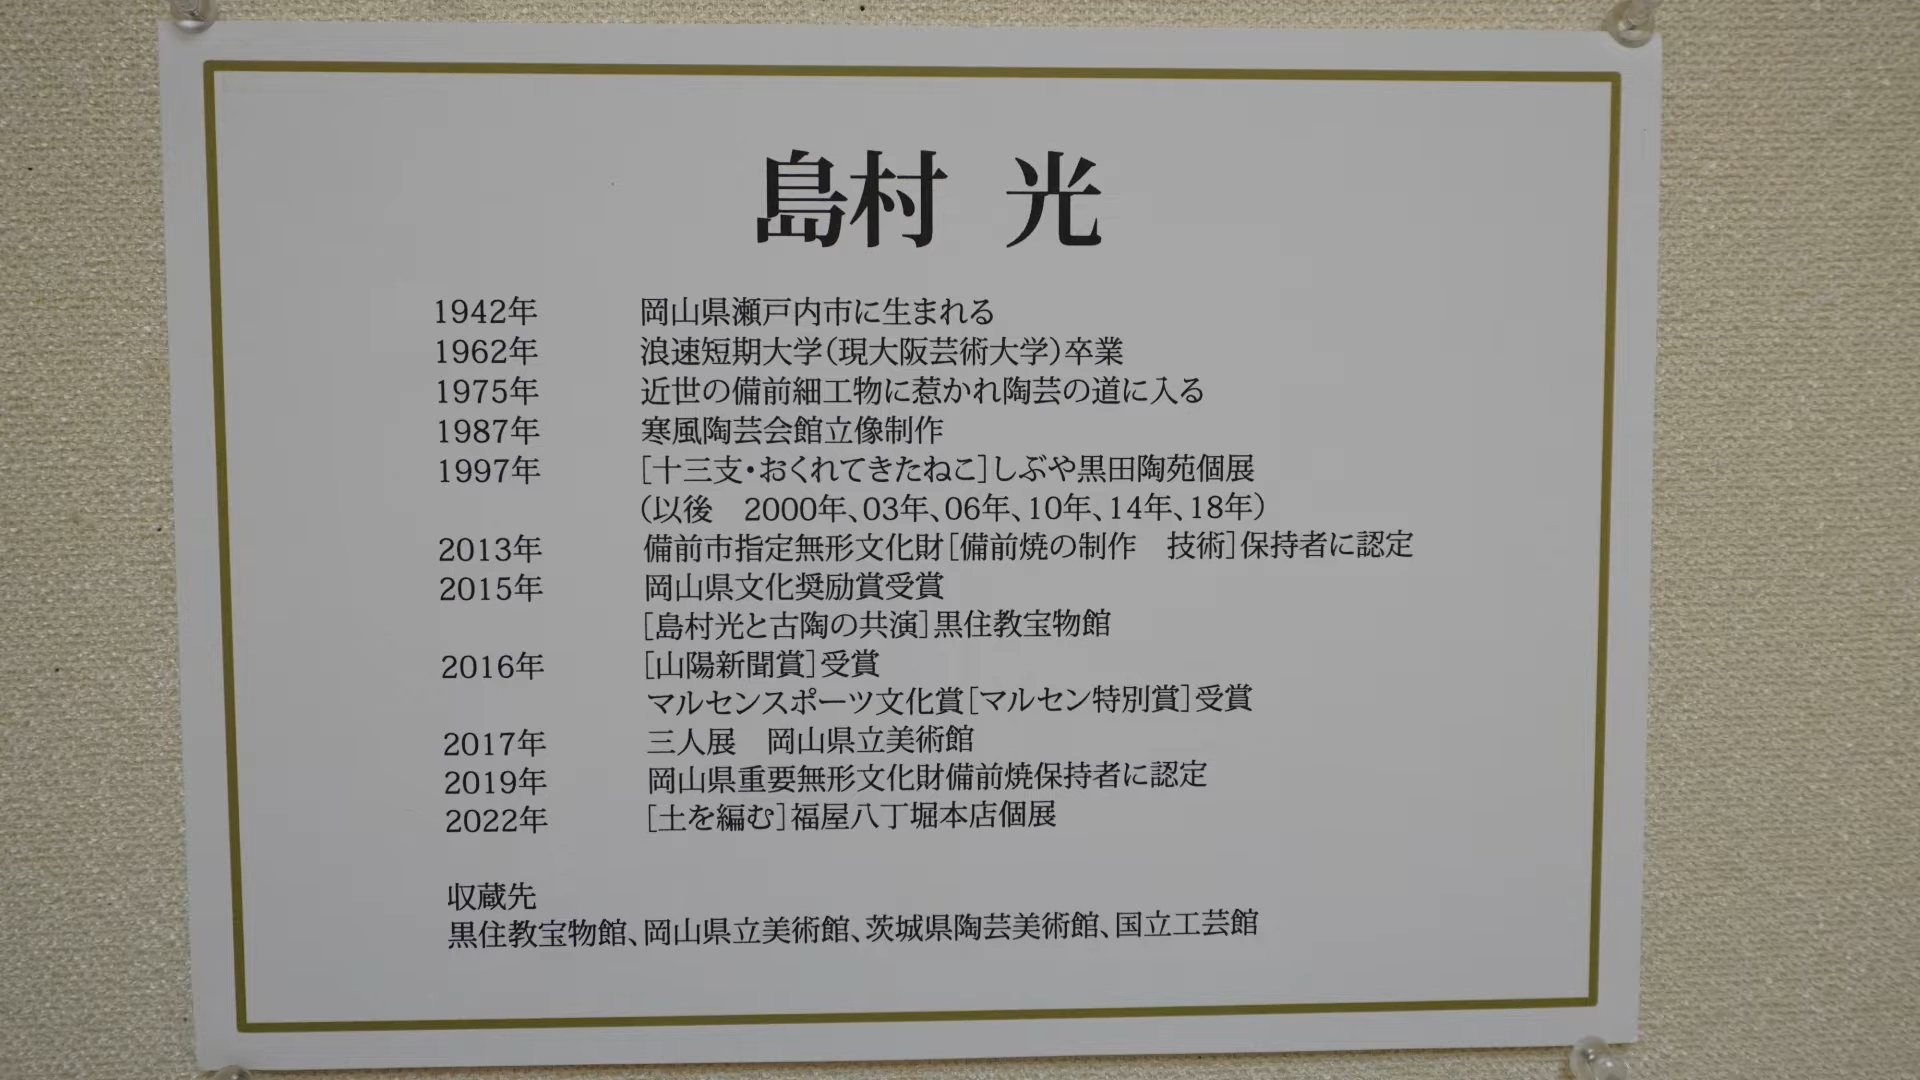 島村 光
1942年 岡山県瀬戸内市に生まれる
1962年 浪速短期大学(現大阪芸術大学)卒業
1975年 近世の備前細工物に惹かれ陶芸の道に入る
1987年 寒風陶芸会館立像制作
1997年 [十三支・おくれてきたねこ]しぶや黒田陶苑個展
(以後 2000年、03年、06年、10年、14年、18年)
2013年 備前市指定無形文化財[備前焼の制作 技術]保持者に認定
2015年 岡山県文化奨励賞受賞
[島村光と古陶の共演]黒住教宝物館
2016年 [山陽新聞賞]受賞
マルセンスポーツ文化賞[マルセン特別賞]受賞
2017年 三人展 岡山県立美術館
2019年 岡山県重要無形文化財備前焼保持者に認定
2022年 [土を編む]福屋八丁堀本店個展
収蔵先
黒住教宝物館、岡山県立美術館、茨城県陶芸美術館、国立工芸館